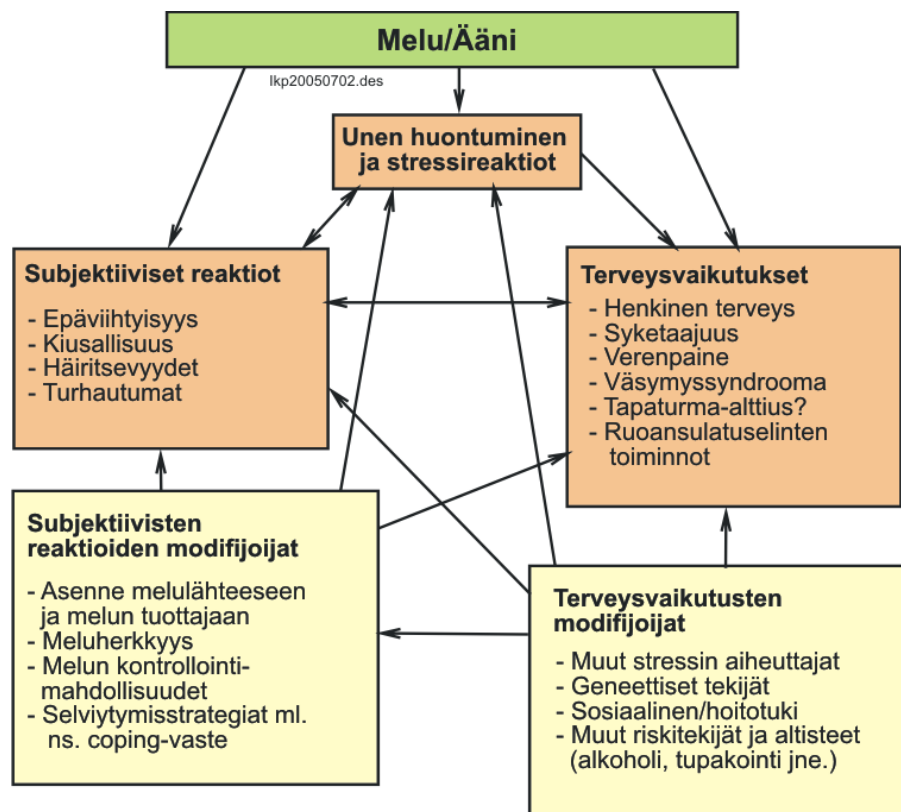 Melu/Ääni
lkp20050702.des
Unen huontuminen
ja stressireaktiot
Subjektiiviset reaktiot
- Epäviihtyisyys
- Kiusallisuus
- Häiritsevyydet
- Turhautumat
Terveysvaikutukset
- Henkinen terveys
- Syketaajuus
- Verenpaine
- Väsymyssyndrooma
- Tapaturma-alttius?
- Ruoansulatuselinten
toiminnot
Subjektiivisten
reaktioiden modifijoijat
- Asenne melulähteeseen
ja melun tuottajaan
- Meluherkkyys
- Melun kontrollointi-
mahdollisuudet
- Selviytymisstrategiat ml.
ns. coping-vaste
Terveysvaikutusten
modifijoijat
- Muut stressin aiheuttajat
- Geneettiset tekijät
- Sosiaalinen/hoitotuki
- Muut riskitekijät ja altisteet
(alkoholi, tupakointi jne.)